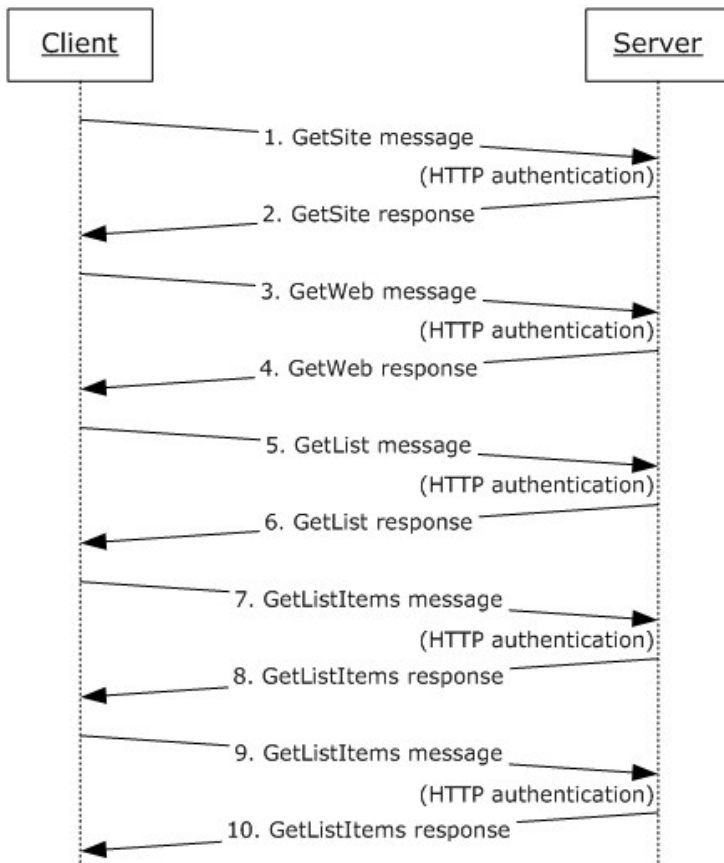 Client
Server
1. GetSite message
(HTTP authentication)
2. GetSite response
3. GetWeb message
(HTTP authentication)
4. GetWeb response
5. GetList message
(HTTP authentication)
6. GetList response
7. GetListItems message
(HTTP authentication)
8. GetListItems response
9. GetListItems message
(HTTP authentication)
10. GetListItems response